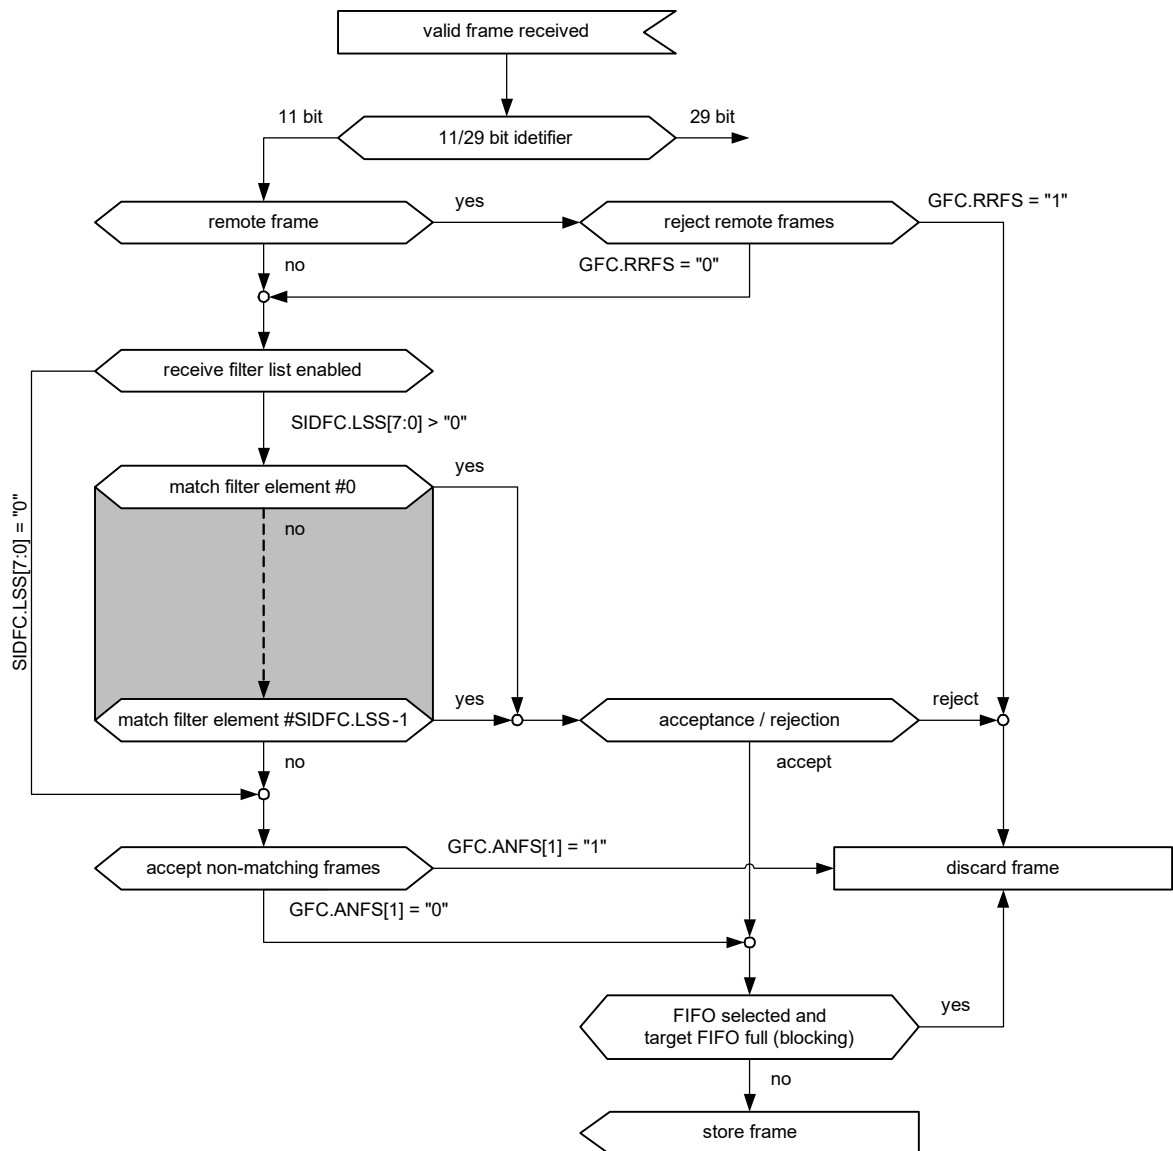 valid frame received
11 bit
29 bit
11/29 bit idetifier
remote frame
yes
reject remote frames
GFC.RRFS = "1"
no
GFC.RRFS = "0"
receive filter list enabled
SIDFC.LSS[7:0] > "0"
SIDFC.LSS[7:0] = "0"
match filter element #0
yes
no
match filter element #SIDFC.LSS-1
yes
acceptance / rejection
reject
no
accept
accept non-matching frames
GFC.ANFS[1] = "1"
discard frame
GFC.ANFS[1] = "0"
FIFO selected and
target FIFO full (blocking)
yes
no
store frame